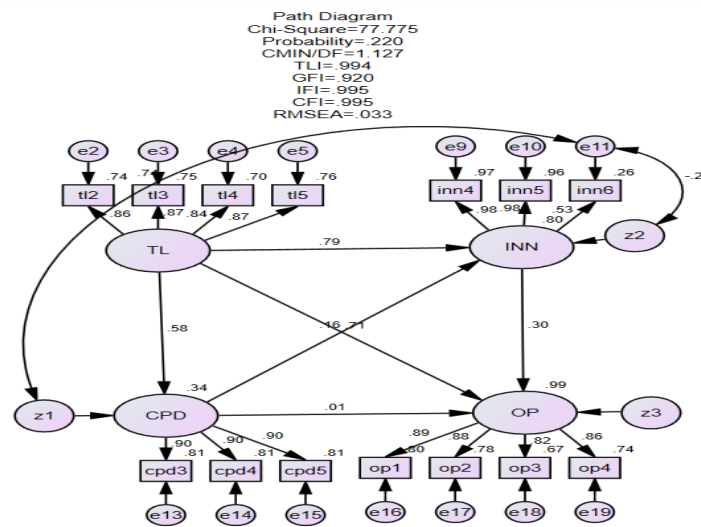 Path Diagram
Chi-Square=77.775
Probability=.220
CMIN/DF=1.127
TLI=.994
GFI=.920
IFI=.995
CFI=.995
RMSEA=.033
e2 e3 e4 e5 e9 e10 e11
.74 .75 .70 .76 .97 .96 .26
tl2 tl3 tl4 tl5 inn4 inn5 inn6
.86 .87 .84 .87 .98 .98 .53
.80
TL INN z2
.79
.58 .16 .71 .30
.34 .99
z1 CPD .01 OP z3
.90 .90 .90 .89 .88 .82 .86
.81 .81 .81 .80 .78 .67 .74
cpd3 cpd4 cpd5 op1 op2 op3 op4
e13 e14 e15 e16 e17 e18 e19